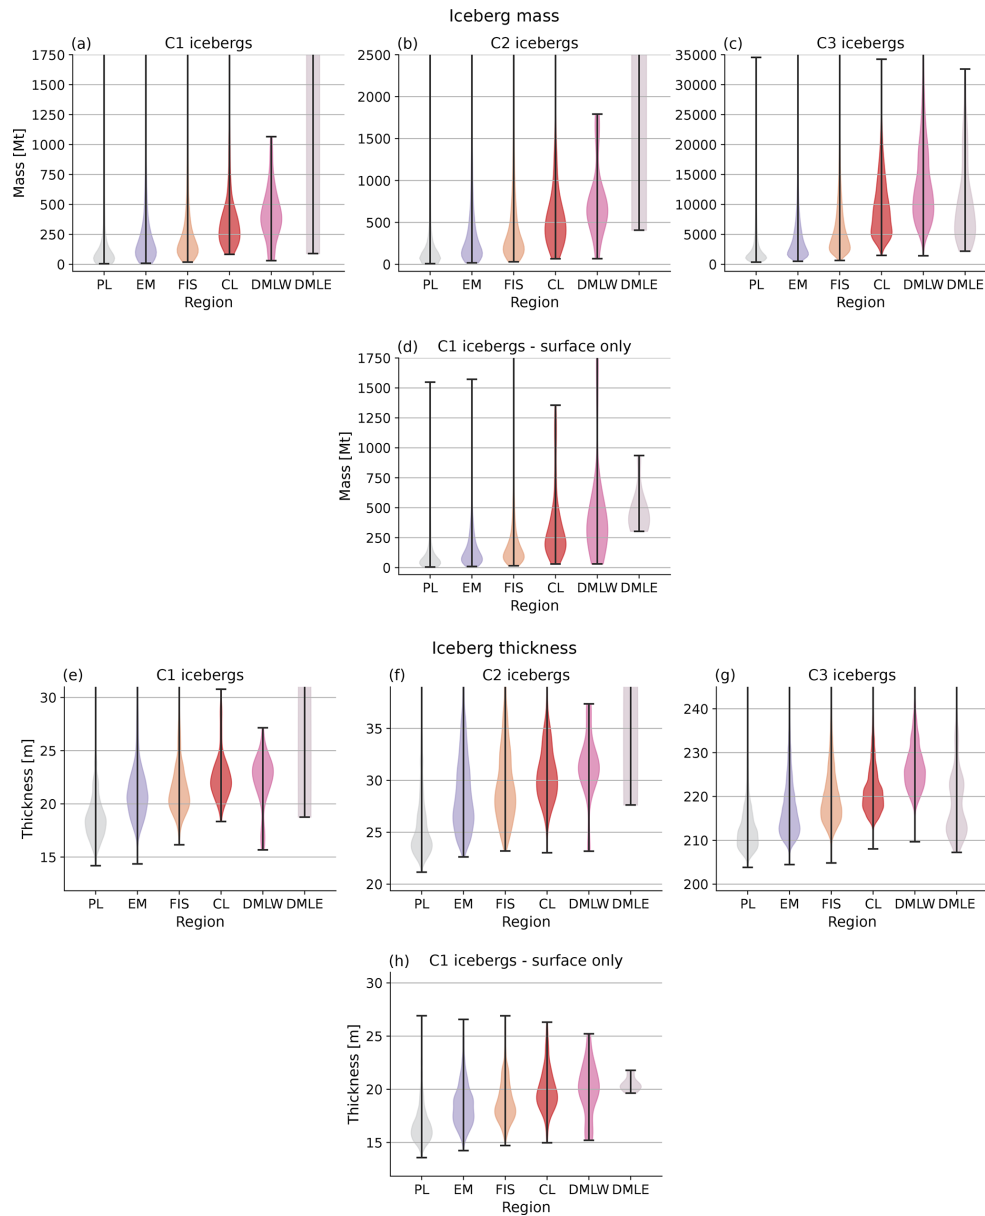 Iceberg mass
(a) C1 icebergs
(b) C2 icebergs
(c) C3 icebergs
Mass [Mt]
1750
1500
1250
1000
750
500
250
0
PL EM FIS CL DMLW DMLE
Region
2500
2000
1500
1000
500
0
PL EM FIS CL DMLW DMLE
Region
35000
30000
25000
20000
15000
10000
5000
0
PL EM FIS CL DMLW DMLE
Region
(d) C1 icebergs - surface only
Mass [Mt]
1750
1500
1250
1000
750
500
250
0
PL EM FIS CL DMLW DMLE
Region
Iceberg thickness
(e) C1 icebergs
(f) C2 icebergs
(g) C3 icebergs
Thickness [m]
30
25
20
15
PL EM FIS CL DMLW DMLE
Region
35
30
25
20
PL EM FIS CL DMLW DMLE
Region
240
230
220
210
200
PL EM FIS CL DMLW DMLE
Region
(h) C1 icebergs - surface only
Thickness [m]
30
25
20
15
PL EM FIS CL DMLW DMLE
Region